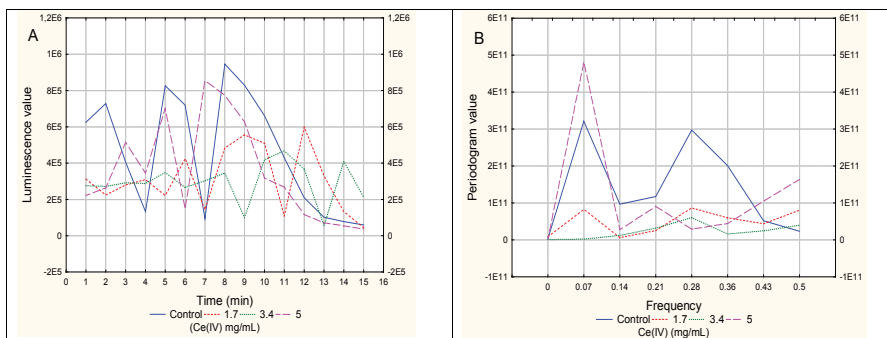 A
1,2E6
1E6
8E5
6E5
4E5
2E5
0
-2E5
1,2E6
1E6
8E5
6E5
4E5
2E5
0
-2E5
Luminescence value
0 1 2 3 4 5 6 7 8 9 10 11 12 13 14 15 16
Time (min)
Control 1.7 3.4 5
(Ce(IV) mg/mL)
B
6E11
5E11
4E11
3E11
2E11
1E11
0
-1E11
6E11
5E11
4E11
3E11
2E11
1E11
0
-1E11
Periodogram value
0 0.07 0.14 0.21 0.28 0.36 0.43 0.5
Frequency
Control 1.7 3.4 5
Ce(IV) (mg/mL)